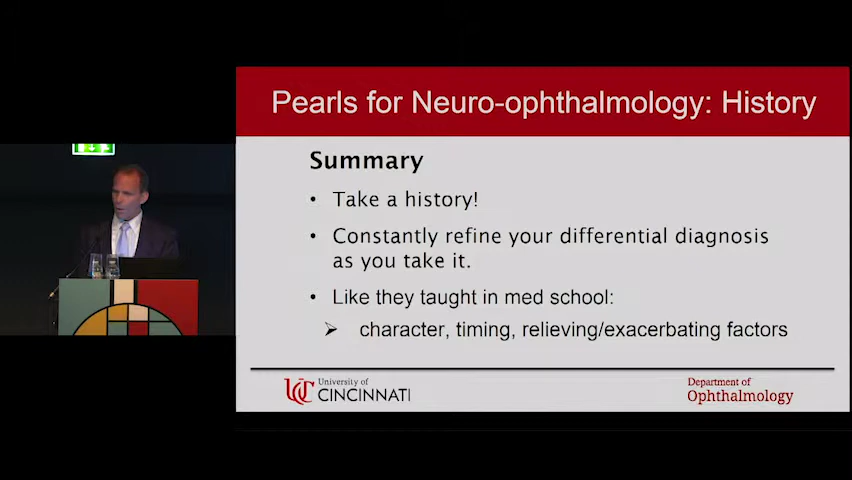 Pearls for Neuro-ophthalmology: History
Summary
• Take a history!
• Constantly refine your differential diagnosis
as you take it.
• Like they taught in med school:
➢ character, timing, relieving/exacerbating factors
UC University of
CINCINNATI
Department of
Ophthalmology